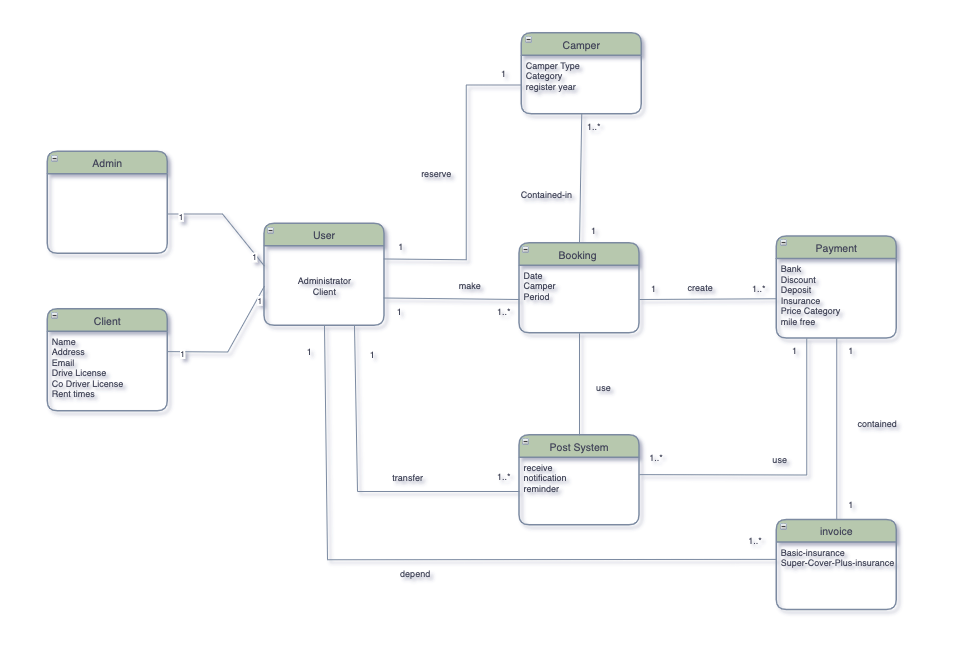 Camper
Camper Type
Category
register year
1
1..*
reserve
Contained-in
Admin
1
User
Administrator
Client
1
1
1
make
1
1..*
1
Booking
Date
Camper
Period
1
create
1..*
Payment
Bank
Discount
Deposit
Insurance
Price Category
mile free
Client
Name
Address
Email
Drive License
Co Driver License
Rent times
1
1
1
1
1
use
contained
Post System
receive
notification
reminder
transfer
1..*
1..*
use
1
invoice
Basic-insurance
Super-Cover-Plus-insurance
1..*
depend